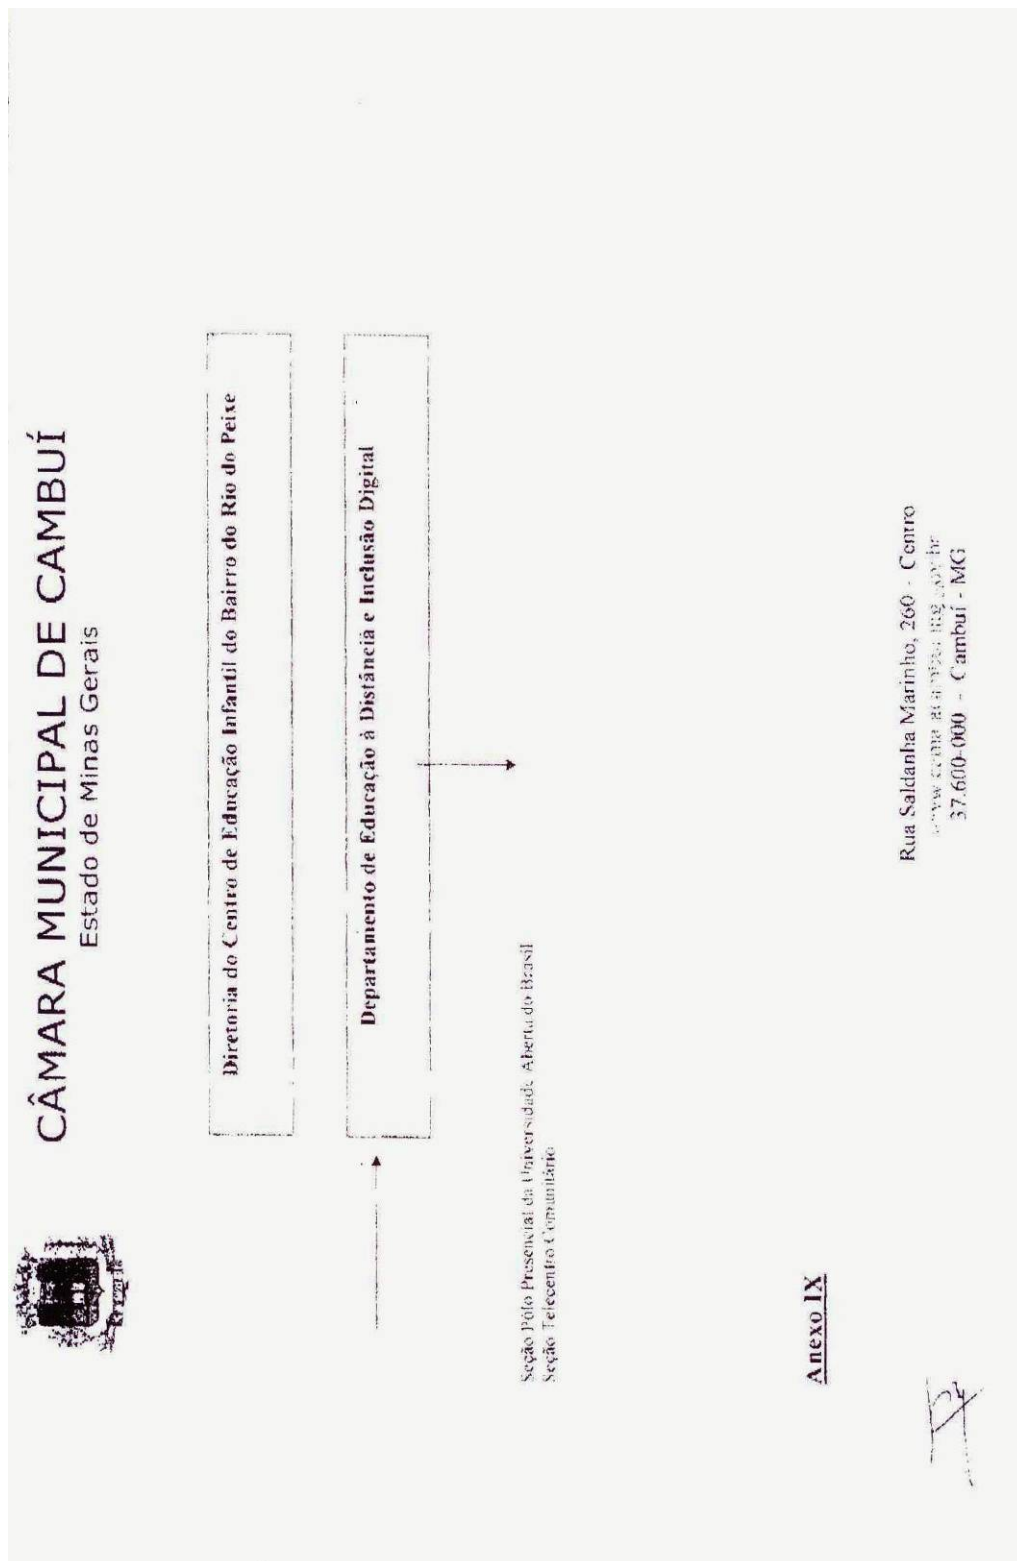 CÂMARA MUNICIPAL DE CAMBUÍ
Estado de Minas Gerais
Diretoria do Centro de Educação Infantil do Bairro do Rio do Peixe
Departamento de Educação à Distância e Inclusão Digital
Seção Pólo Presencial da Universidade Aberta do Brasil
Seção Telecentro Comunitário
Anexo IX
Rua Saldanha Marinho, 260 - Centro
37.600-000 - Cambuí - MG